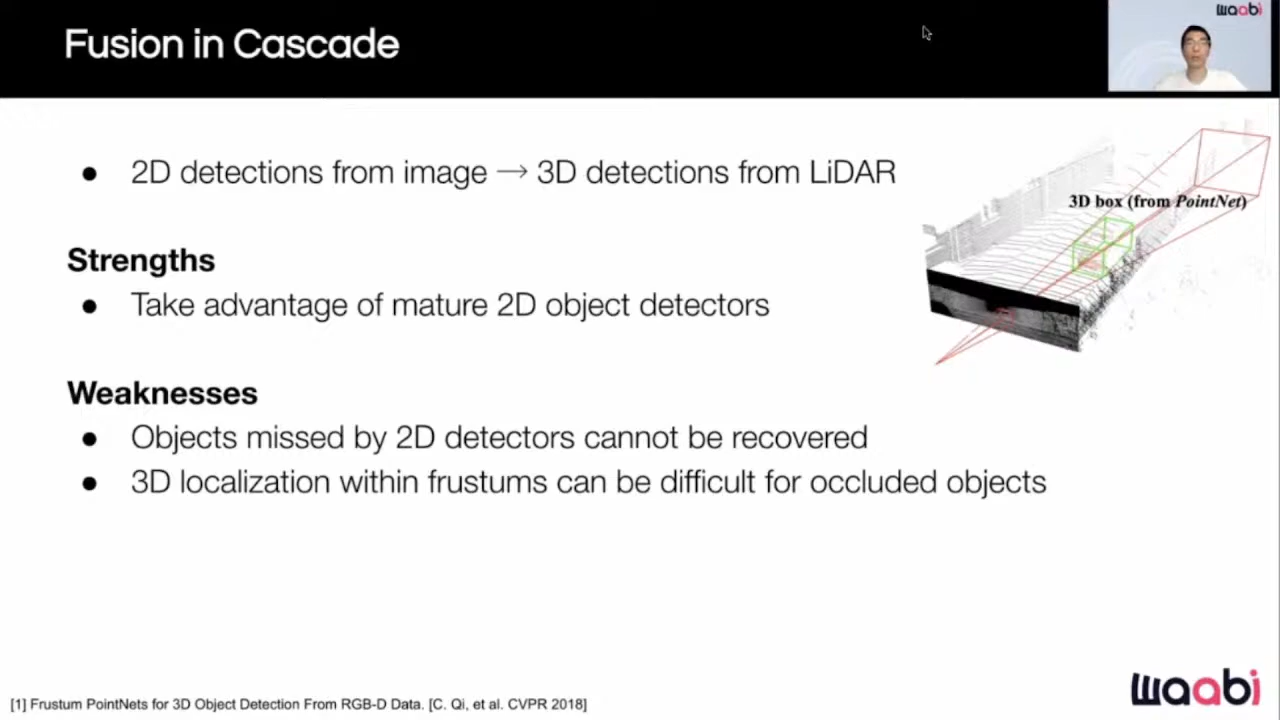 waabi
Fusion in Cascade
● 2D detections from image → 3D detections from LiDAR
3D box (from PointNet)
Strengths
● Take advantage of mature 2D object detectors
Weaknesses
● Objects missed by 2D detectors cannot be recovered
● 3D localization within frustums can be difficult for occluded objects
waabi
[1] Frustum PointNets for 3D Object Detection From RGB-D Data. [C. Qi, et al. CVPR 2018]